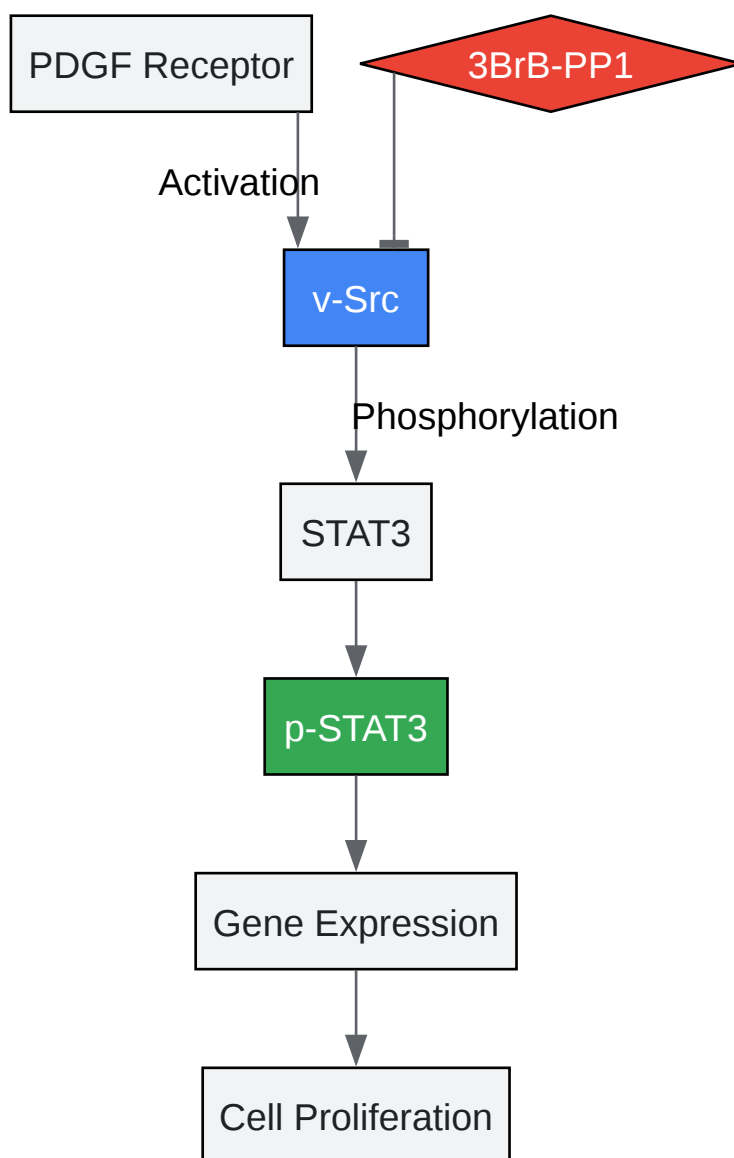 PDGF Receptor
3BrB-PP1
Activation
v-Src
Phosphorylation
STAT3
p-STAT3
Gene Expression
Cell Proliferation